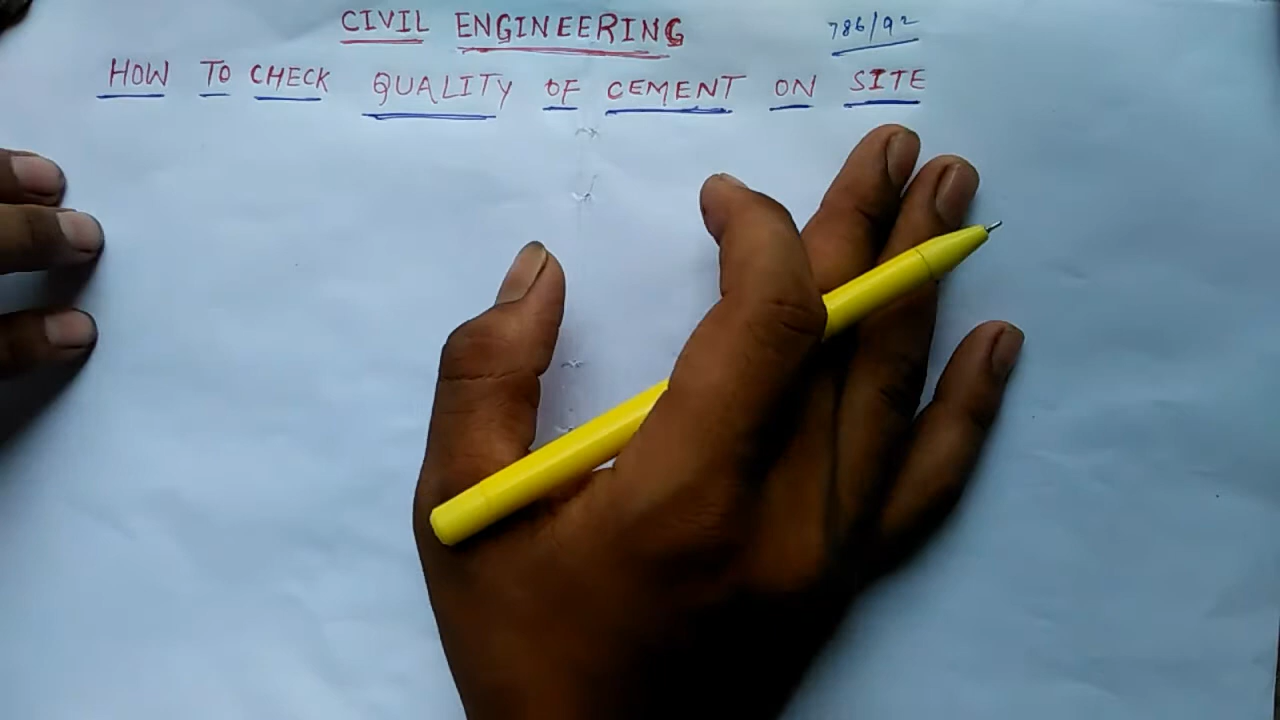 CIVIL ENGINEERING
786/92
HOW TO CHECK QUALITY OF CEMENT ON SITE